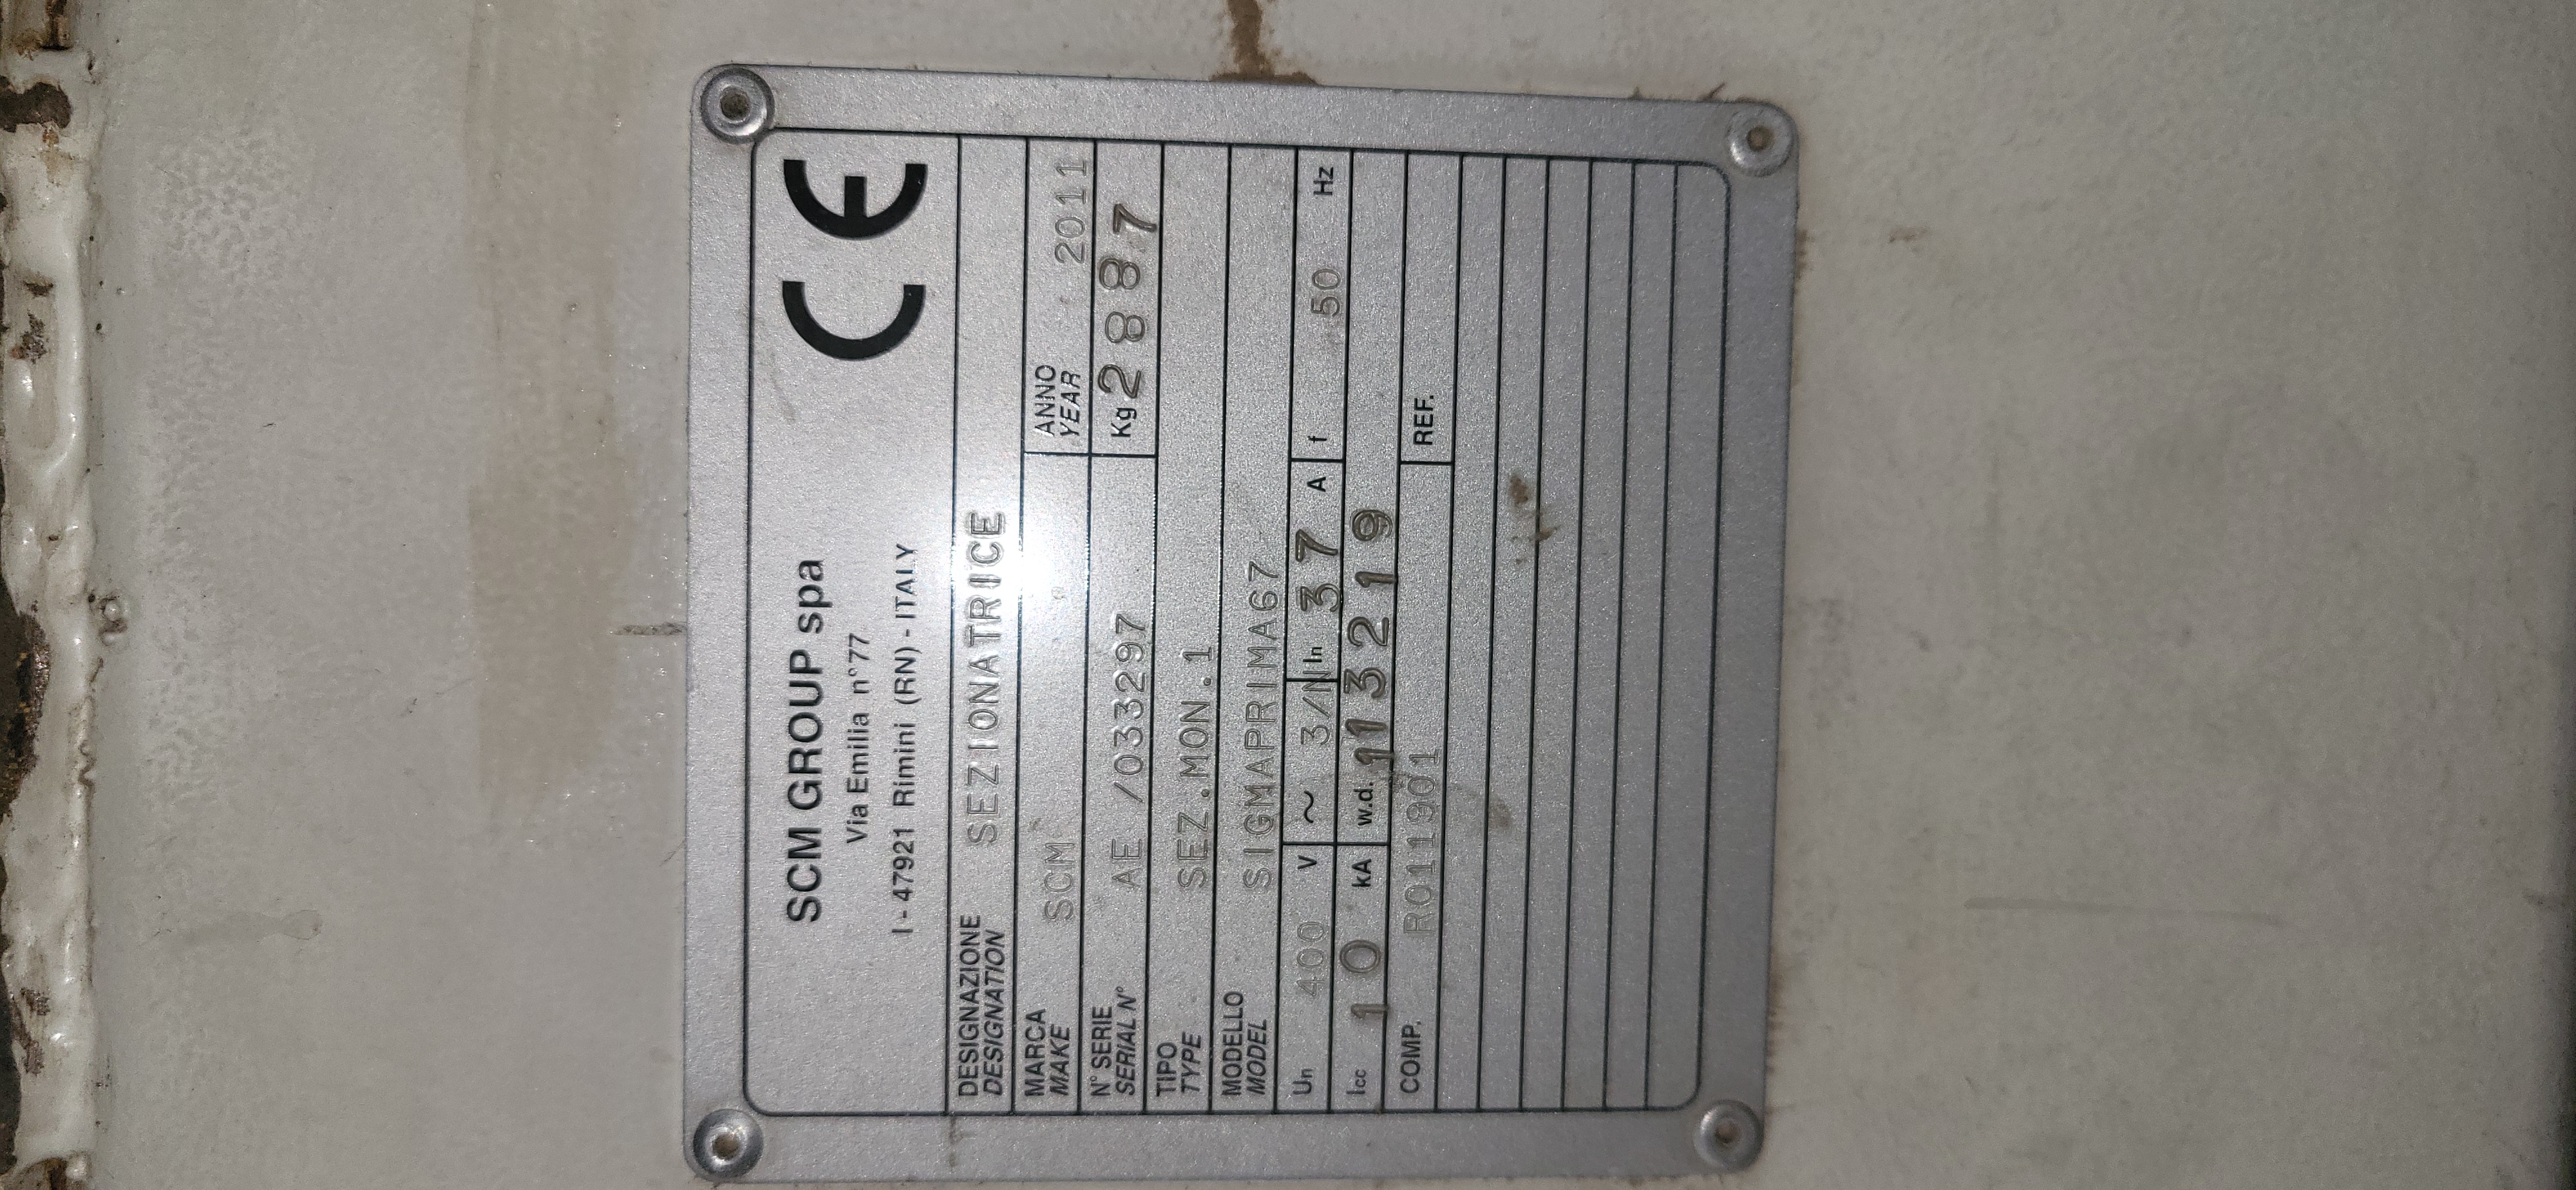 SCM GROUP spa
Via Emilia n°77
I - 47921 Rimini (RN) - ITALY
CE
DESIGNAZIONE
DESIGNATION SEZIONATRICE
MARCA
MAKE SCM ANNO
YEAR 2011
N° SERIE
SERIAL N° AE /033297 Kg 2887
TIPO
TYPE SEZ.MON.1
MODELLO
MODEL SIGMAPRIMA67
Un 400 V ~ 3/N In 37 A f 50 Hz
Icc 10 kA w.d. 113219
COMP. R011901 REF.